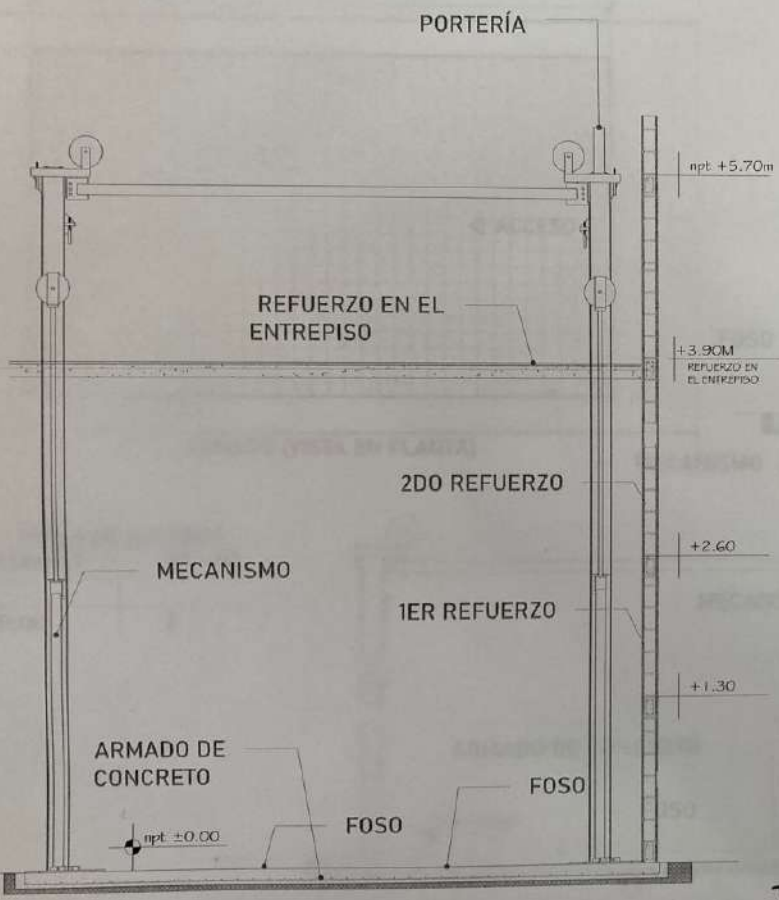 PORTERÍA
npt +5.70m
REFUERZO EN EL
ENTREPISO
+3.90M
REFUERZO EN
EL ENTREPISO
2DO REFUERZO
+2.60
MECANISMO
1ER REFUERZO
+1.30
ARMADO DE
CONCRETO
FOSO
FOSO
npt ±0.00